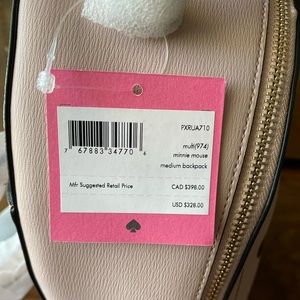 PXRUA710
7 67883 34770 4
multi(974)
minnie mouse
medium backpack
Mfr Suggested Retail Price
CAD $398.00
USD $328.00